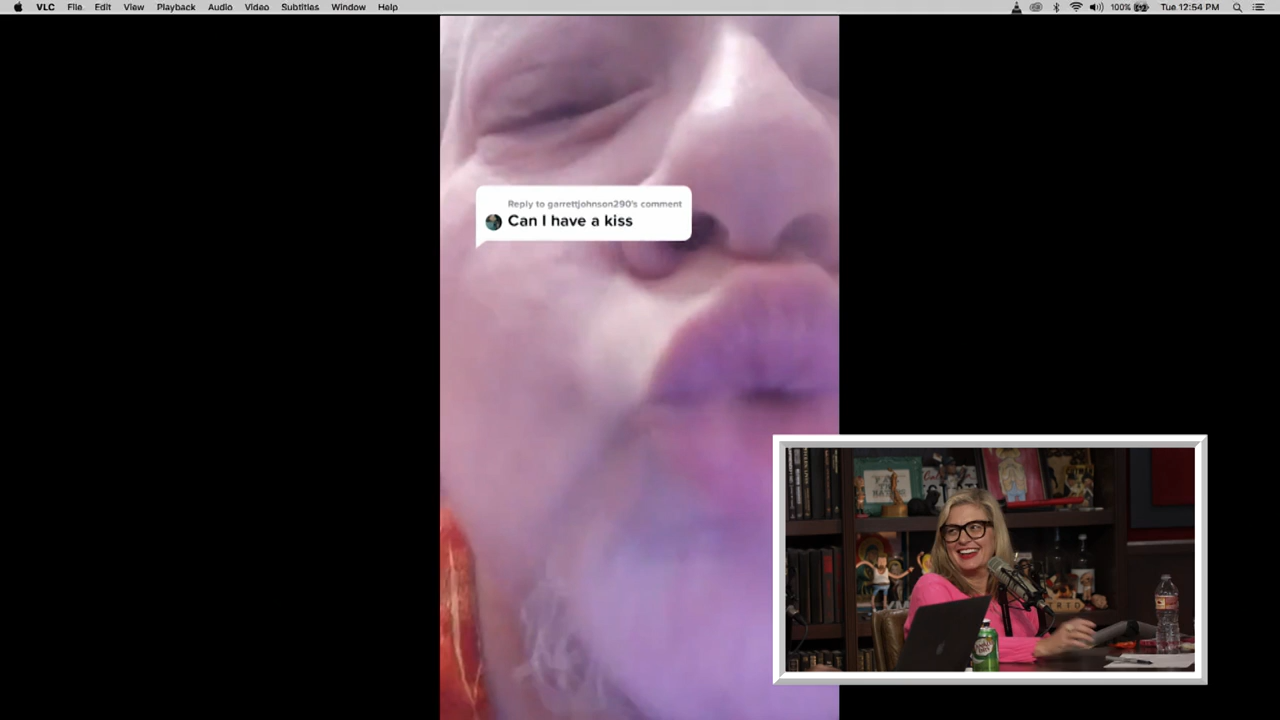 VLC File Edit View Playback Audio Video Subtitles Window Help 100% Tue 12:54 PM
Reply to garrettjohnson290's comment
Can I have a kiss